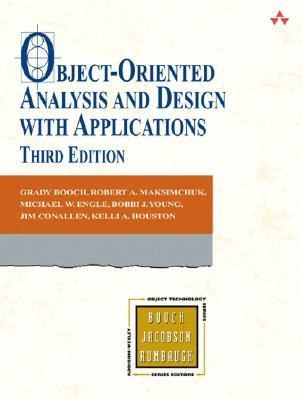 OBJECT-ORIENTED
ANALYSIS AND DESIGN
WITH APPLICATIONS
THIRD EDITION
GRADY BOOCH, ROBERT A. MAKSIMCHUK,
MICHAEL W. ENGLE, BOBBI J. YOUNG,
JIM CONALLEN, KELLI A. HOUSTON
OBJECT TECHNOLOGY
SERIES
ADDISON-WESLEY
BOOCH
JACOBSON
RUMBAUGH
SERIES EDITORS